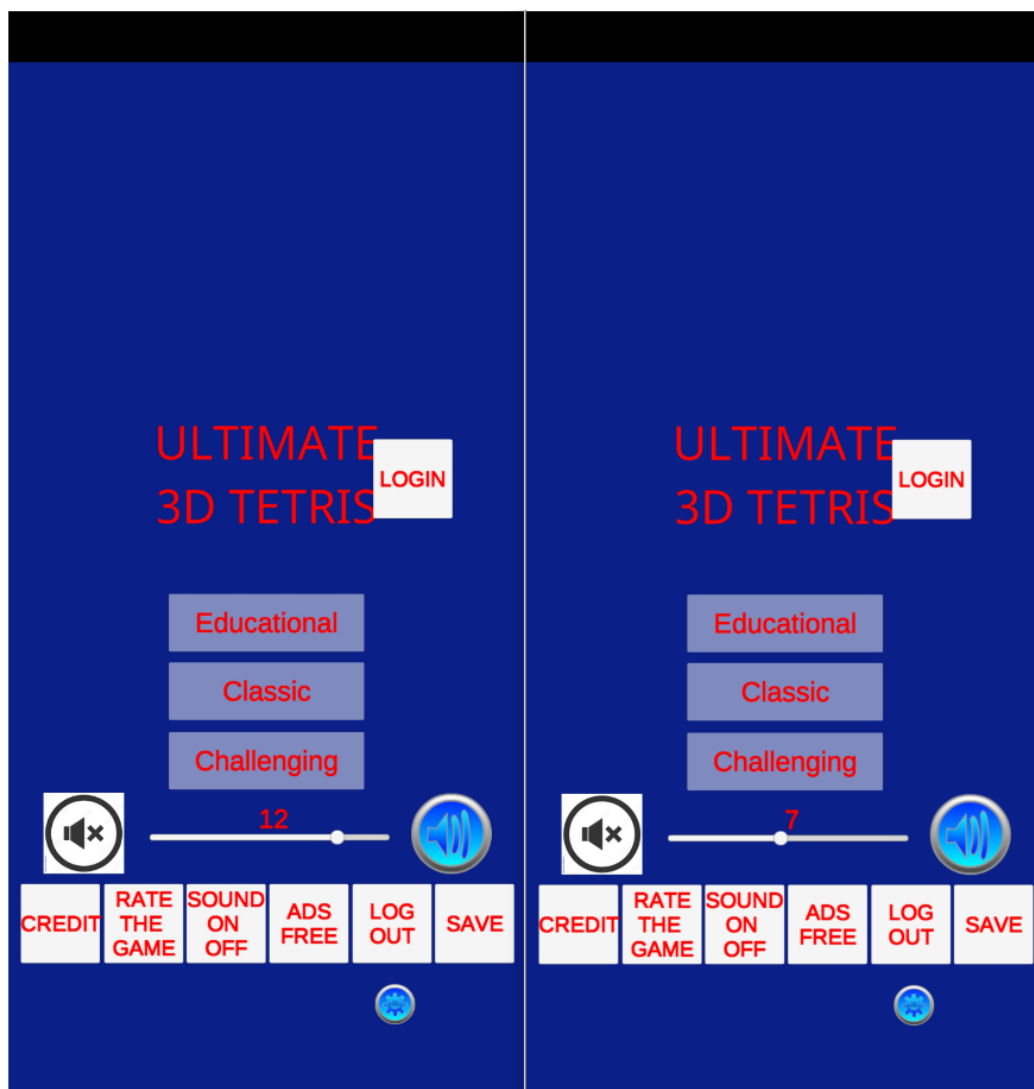 ULTIMATE
3D TETRIS
LOGIN
Educational
Classic
Challenging
12
CREDIT
RATE
THE
GAME
SOUND
ON
OFF
ADS
FREE
LOG
OUT
SAVE
ULTIMATE
3D TETRIS
LOGIN
Educational
Classic
Challenging
7
CREDIT
RATE
THE
GAME
SOUND
ON
OFF
ADS
FREE
LOG
OUT
SAVE